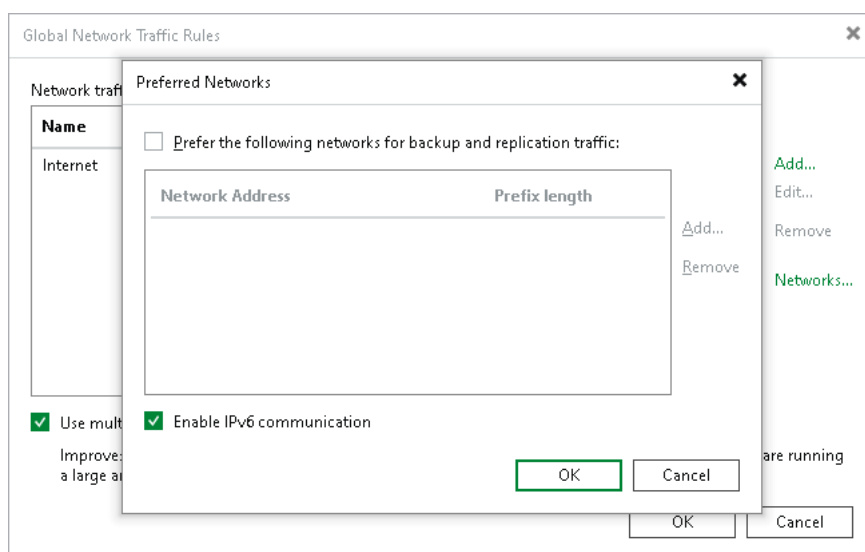 Global Network Traffic Rules
Preferred Networks
Network traff
Name
Internet
Prefer the following networks for backup and replication traffic:
Network Address Prefix length
Add...
Remove
Add...
Edit...
Remove
Networks...
Enable IPv6 communication
OK Cancel
Use mult
Improve are running
a large a
OK Cancel